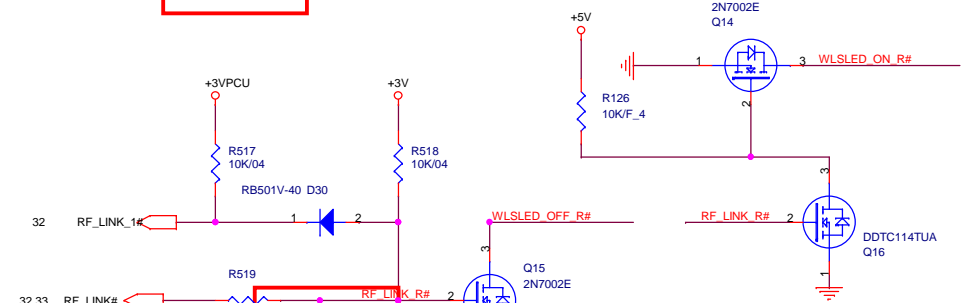 2N7002E
Q14
+5V
1
3
WLSLED_ON_R#
2
R126
10K/F_4
+3VPCU
+3V
R517
10K/04
R518
10K/04
RB501V-40 D30
3
32 RF_LINK_1#
1
2
WLSLED_OFF_R#
RF_LINK_R#
2
DDTC114TUA
Q16
3
1
R519
Q15
2N7002E
32,33 RF_LINK#
RF_LINK_R#
2